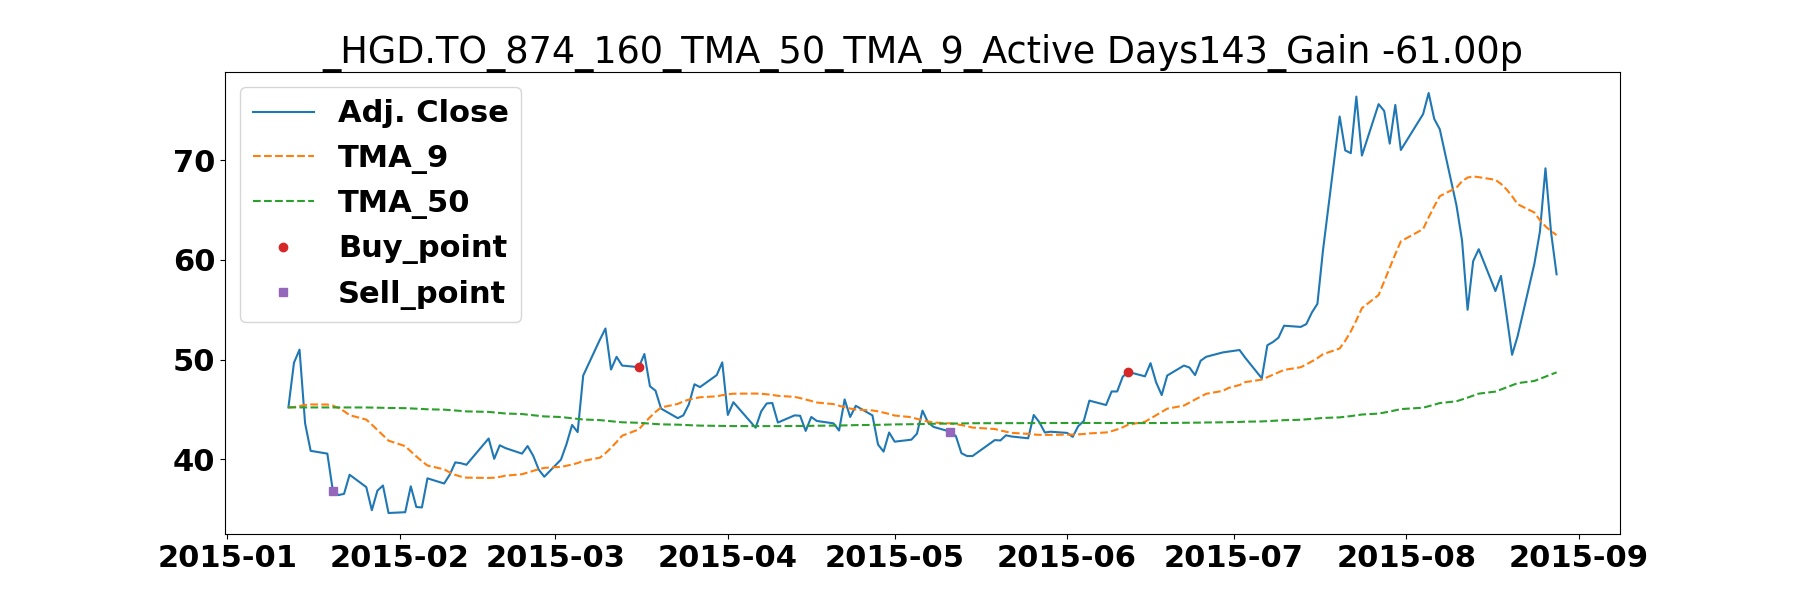 _HGD.TO_874_160_TMA_50_TMA_9_Active Days143_Gain -61.00p
Adj. Close
TMA_9
TMA_50
Buy_point
Sell_point
70
60
50
40
2015-01 2015-02 2015-03 2015-04 2015-05 2015-06 2015-07 2015-08 2015-09